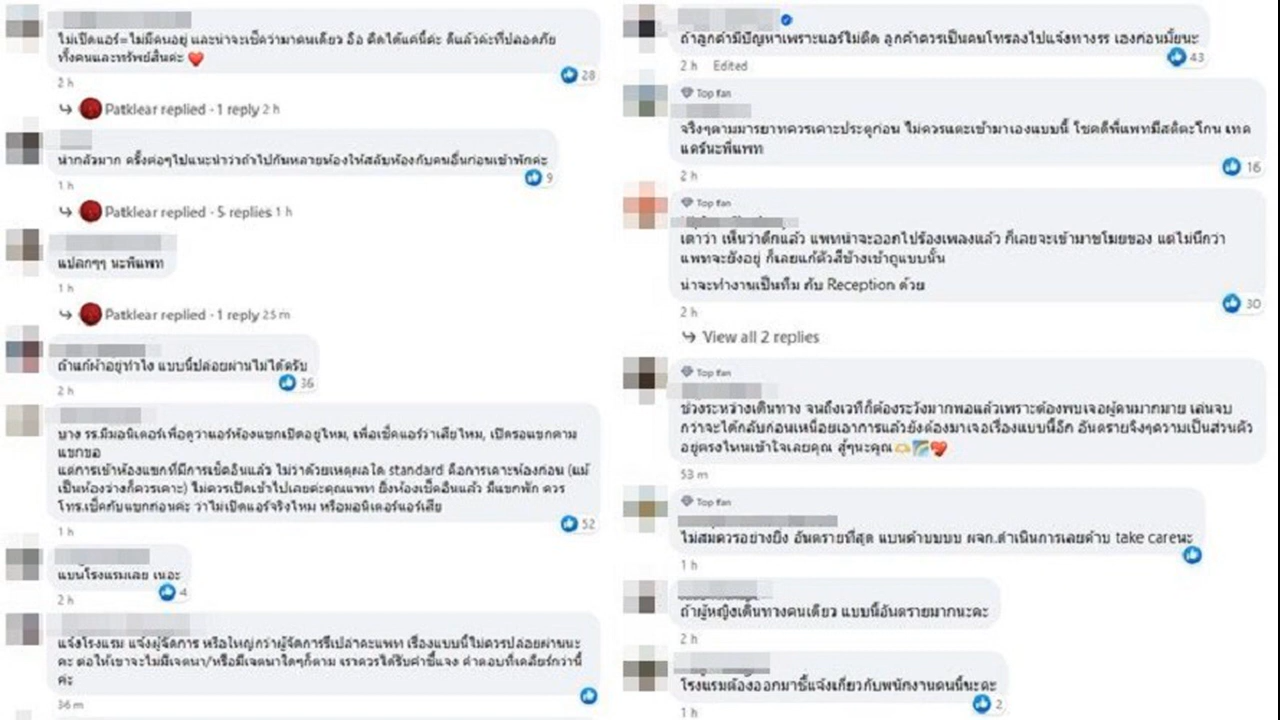 ไม่เปิดแอร์=ไม่มีคนอยู่ และน่าจะเช็ความาคนเดียว อือ คิดได้แค่นี้ค่ะ ดีแล้วค่ะที่ปลอดภัย
ทั้งคนและทรัพย์สินค่ะ ❤️
28
2 h
Patklear replied · 1 reply 2 h
น่ากลัวมาก ครั้งต่อๆไปแนะนำว่าถ้าไปกันหลายห้องให้สลับห้องกับคนอื่นก่อนเข้าพักค่ะ
9
1 h
Patklear replied · 5 replies 1 h
แปลกๆๆ นะพี่แพท
1 h
Patklear replied · 1 reply 25 m
ถ้าแก้ผ้าอยู่ทำไง แบบนี้ปล่อยผ่านไม่ได้ครับ
36
2 h
บาง รร.มีมอนิเตอร์เพื่อดูว่าแอร์ห้องแขกเปิดอยู่ไหม, เพื่อเช็คแอร์ว่าเสียไหม, เปิดรอแขกตาม
แขกขอ
แต่การเข้าห้องแขกที่มีการเช็คอินแล้ว ไม่ว่าด้วยเหตุผลใด standard คือการเคาะห้องก่อน (แม้
เป็นห้องว่างก็ควรเคาะ) ไม่ควรเปิดเข้าไปเลยค่ะคุณแพท ยิ่งห้องเช็คอินแล้ว มีแขกพัก ควร
โทร.เช็คกับแขกก่อนค่ะ ว่าไม่เปิดแอร์จริงไหม หรือมอนิเตอร์แอร์เสีย
52
1 h
แบนโรงแรมเลย เนอะ
4
2 h
แจ้งโรงแรม แจ้งผู้จัดการ หรือใหญ่กว่าผู้จัดการรึเปล่าคะแพท เรื่องแบบนี้ไม่ควรปล่อยผ่านนะ
คะ ต่อให้เขาจะไม่มีเจตนา/หรือมีเจตนาใดๆก็ตาม เราควรได้รับคำชี้แจง คำตอบที่เคลียร์กว่านี้
ค่ะ
36 m
ถ้าลูกค้ามีปัญหาเพราะแอร์ไม่ติด ลูกค้าควรเป็นคนโทรลงไปแจ้งทางรร เองก่อนมั้ยนะ
43
2 h Edited
Top fan
จริงๆตามมารยาทควรเคาะประตูก่อน ไม่ควรแตะเข้ามาเองแบบนี้ โชคดีพี่แพทมีสติตะโกน เทค
แคร์นะพี่แพท
16
2 h
Top fan
เดาว่า เห็นว่าดึกแล้ว แพทน่าจะออกไปร้องเพลงแล้ว ก็เลยจะเข้ามาขโมยของ แต่ไม่นึกว่า
แพทจะยังอยู่ ก็เลยแก้ตัวสีข้างเข้าถูแบบนั้น
น่าจะทำงานเป็นทีม กับ Reception ด้วย
30
2 h
View all 2 replies
Top fan
ช่วงระหว่างเดินทาง จนถึงเวทีก็ต้องระวังมากพอแล้วเพราะต้องพบเจอผู้คนมากมาย เล่นจบ
กว่าจะได้กลับก่อนเหนื่อยเอาการแล้วยังต้องมาเจอเรื่องแบบนี้อีก อันตรายจริงๆความเป็นส่วนตัว
อยู่ตรงไหนเข้าใจเลยคุณ สู้ๆนะคุณ
53 m
Top fan
ไม่สมควรอย่างยิ่ง อันตรายที่สุด แบนค้าบบบบ ผจก.ดำเนินการเลยค้าบ take careนะ
1 h
ถ้าผู้หญิงเดินทางคนเดียว แบบนี้อันตรายมากนะคะ
2 h
โรงแรมต้องออกมาชี้แจ้งเกี่ยวกับพนักงานคนนี้นะคะ
2
1 h